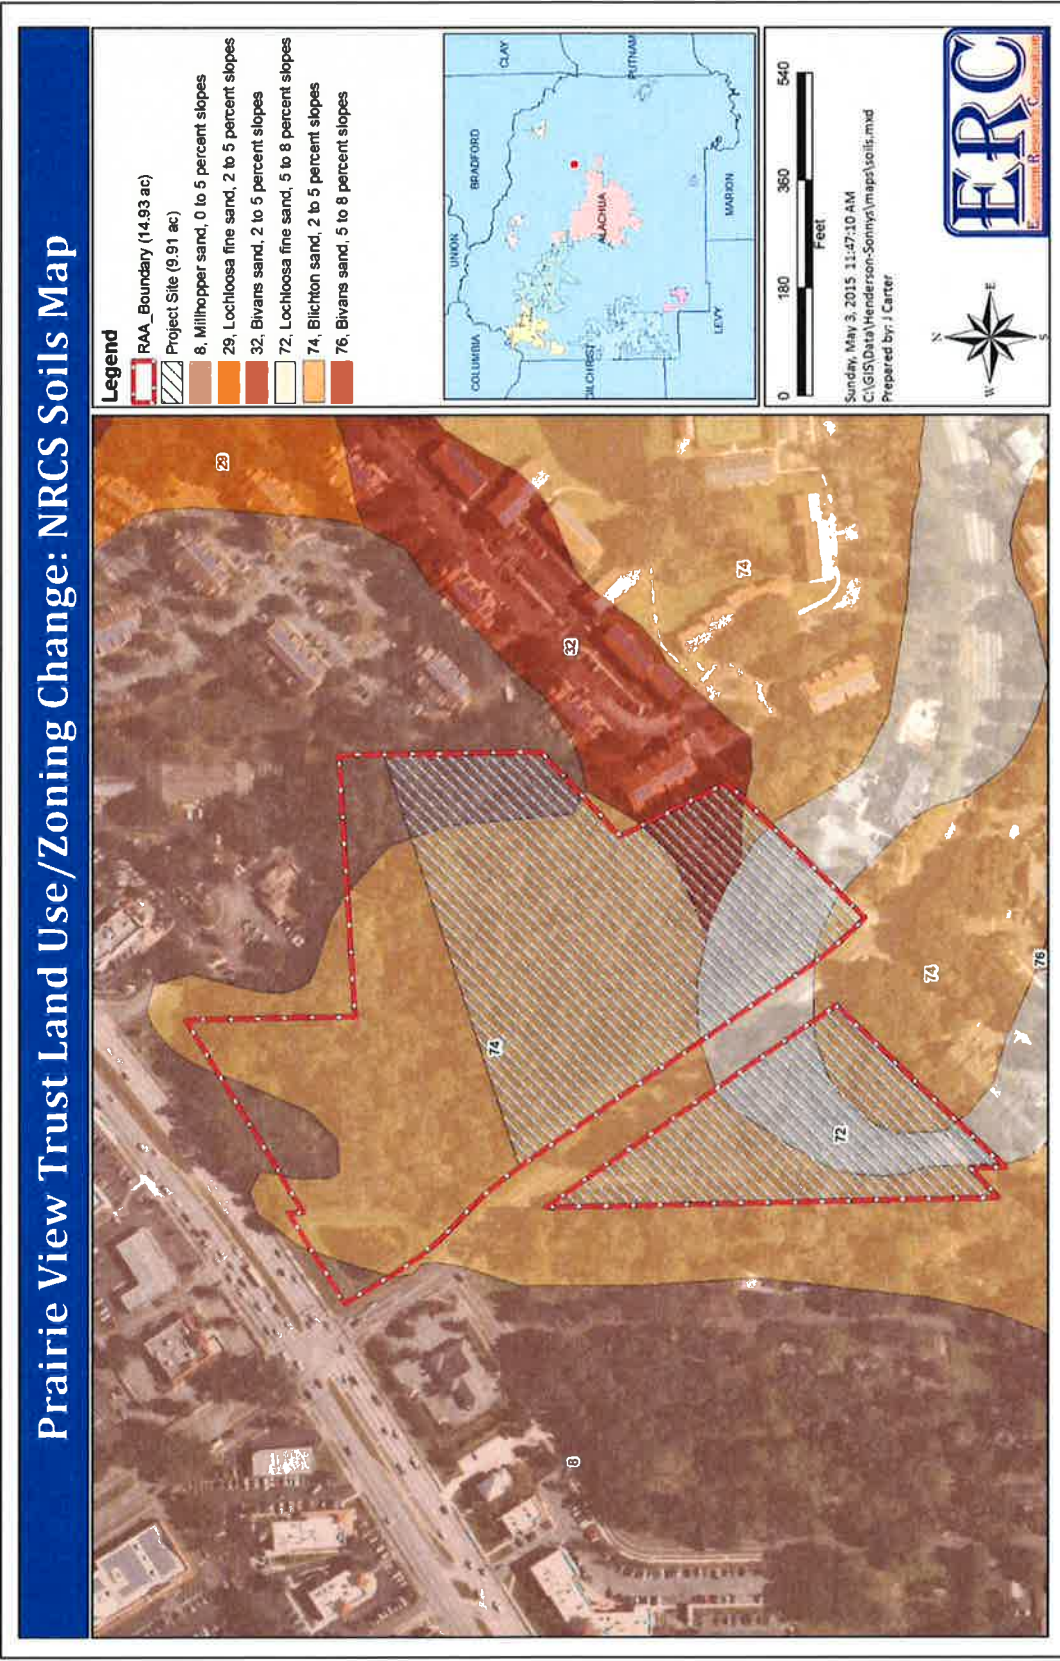 Prairie View Trust Land Use/Zoning Change: NRCS Soils Map
Legend
RAA_Boundary (14.93 ac)
Project Site (9.91 ac)
8, Millhopper sand, 0 to 5 percent slopes
29, Lochloosa fine sand, 2 to 5 percent slopes
32, Bivans sand, 2 to 5 percent slopes
72, Lochloosa fine sand, 5 to 8 percent slopes
74, Blichton sand, 2 to 5 percent slopes
76, Bivans sand, 5 to 8 percent slopes
COLUMBIA
UNION
BRADFORD
CLAY
GILCHRIST
ALACHUA
PUTNAM
LEVY
MARION
0 180 360 540
Feet
Sunday, May 3, 2015 11:47:10 AM
C:\GIS\Data\Henderson-Sonnys\maps\soils.mxd
Prepared by: J Carter
N
W
E
S
ERC
Ecosystem Research Corporation
29
32
74
74
72
74
76
8